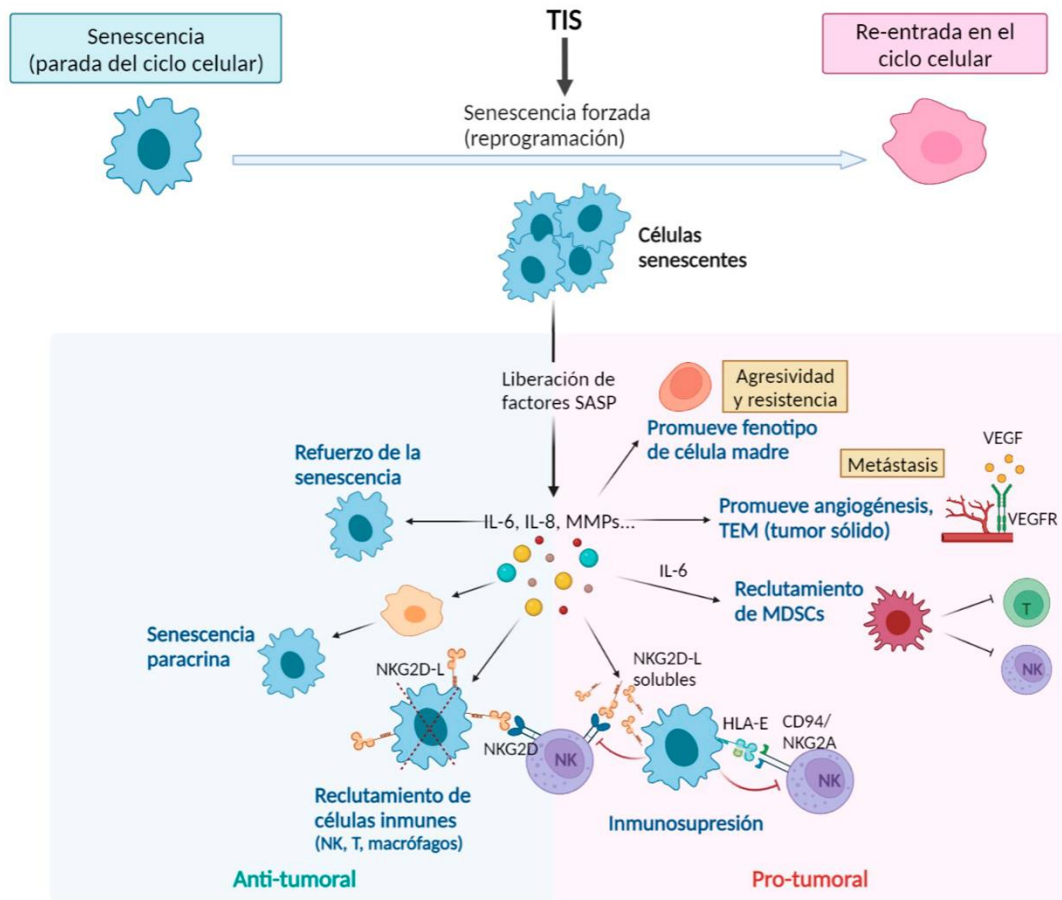 Senescencia
(parada del ciclo celular)
TIS
Re-entrada en el
ciclo celular
Senescencia forzada
(reprogramación)
Células
senescentes
Liberación de
factores SASP
Agresividad
y resistencia
Promueve fenotipo
de célula madre
VEGF
Refuerzo de la
senescencia
Metástasis
IL-6, IL-8, MMPs...
Promueve angiogénesis,
TEM (tumor sólido)
VEGFR
IL-6
Reclutamiento
de MDSCs
T
NK
Senescencia
paracrina
NKG2D-L
NKG2D-L
solubles
NKG2D
NK
HLA-E
CD94/
NKG2A
NK
Reclutamiento de
células inmunes
(NK, T, macrófagos)
Inmunosupresión
Anti-tumoral
Pro-tumoral